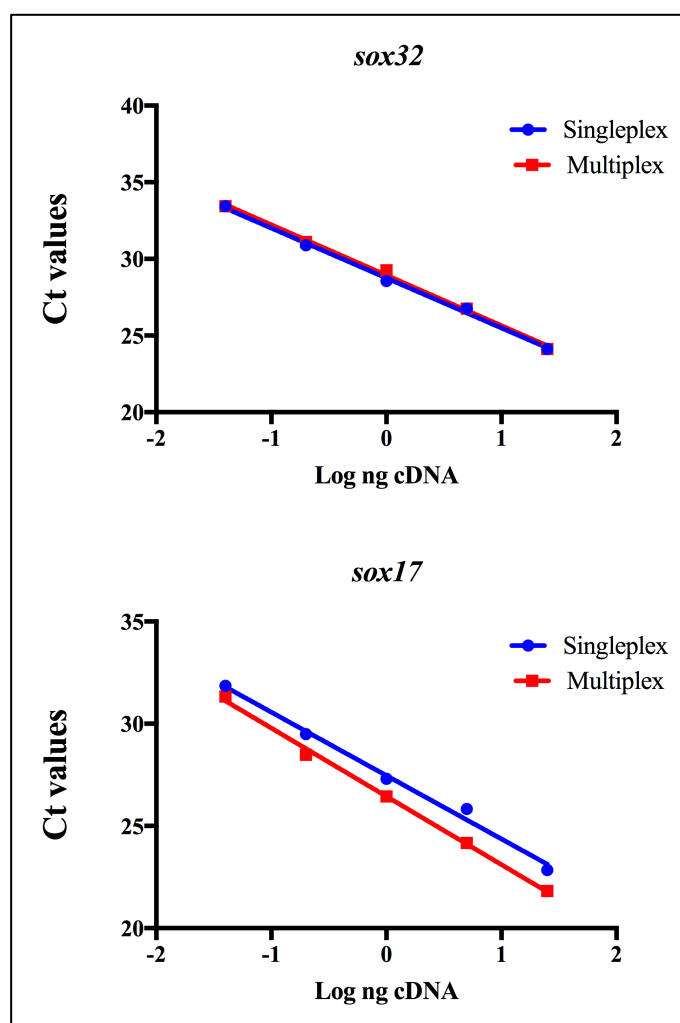 sox32
40
35
30
25
20
Ct values
Singleplex
Multiplex
-2 -1 0 1 2
Log ng cDNA
sox17
35
30
25
20
Ct values
Singleplex
Multiplex
-2 -1 0 1 2
Log ng cDNA